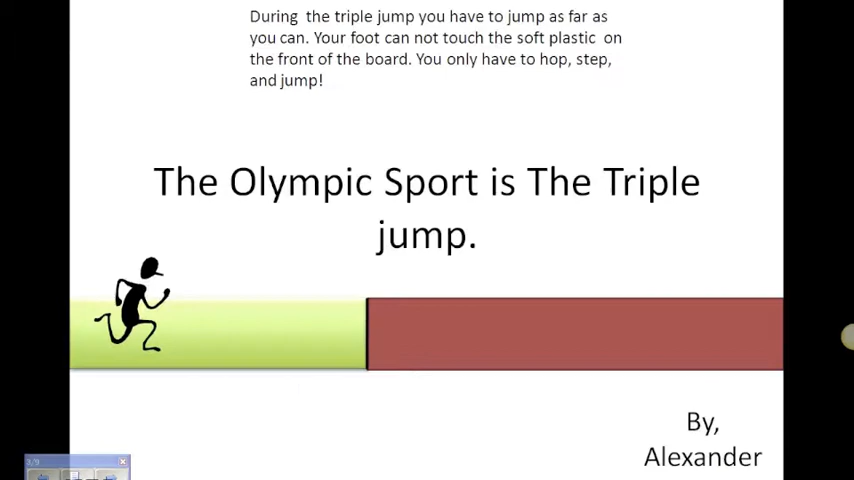 During  the triple jump you have to jump as far as
you can. Your foot can not touch the soft plastic  on
the front of the board. You only have to hop, step,
and jump!
The Olympic Sport is The Triple
jump.
By,
Alexander
3/9